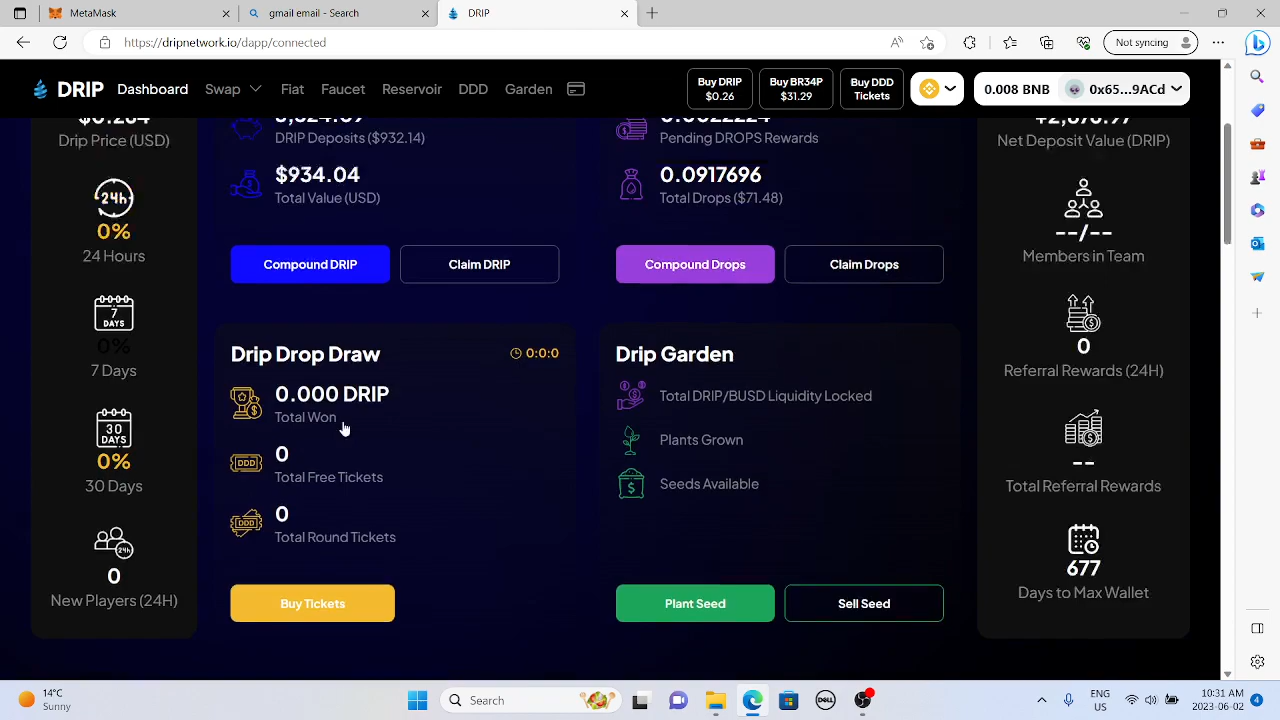 MetaMask
gmail email - Search
DRIP
https://dripnetwork.io/dapp/connected
Not syncing
DRIP
Dashboard
Swap
Fiat
Faucet
Reservoir
DDD
Garden
Buy DRIP
$0.26
Buy BR34P
$31.29
Buy DDD
Tickets
0.008 BNB
0x65...9ACd
Drip Price (USD)
24h
0%
24 Hours
7
DAYS
0%
7 Days
30
DAYS
0%
30 Days
24h
0
New Players (24H)
DRIP Deposits ($932.14)
$934.04
Total Value (USD)
Compound DRIP
Claim DRIP
Pending DROPS Rewards
0.0917696
Total Drops ($71.48)
Compound Drops
Claim Drops
Drip Drop Draw
0:0:0
0.000 DRIP
Total Won
DDD
0
Total Free Tickets
DDD
0
Total Round Tickets
Buy Tickets
Drip Garden
Total DRIP/BUSD Liquidity Locked
Plants Grown
Seeds Available
Plant Seed
Sell Seed
Net Deposit Value (DRIP)
--/--
Members in Team
0
Referral Rewards (24H)
--
Total Referral Rewards
677
Days to Max Wallet
14°C
Sunny
Search
DELL
ENG
US
10:31 AM
2023-06-02
4